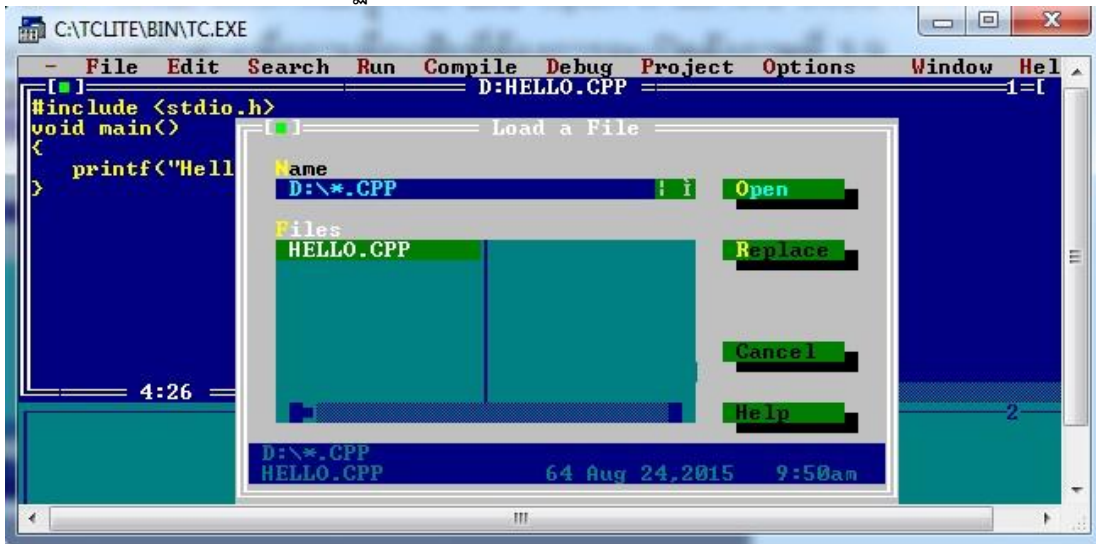 C:\TCLITE\BIN\TC.EXE
- File Edit Search Run Compile Debug Project Options Window Hel
[■] D:HELLO.CPP 1=[
#include <stdio.h>
void main()
{
printf("Hell
}
[■] Load a File
Name
D:\*.CPP
Open
Files
HELLO.CPP
Replace
Cancel
4:26
Help
2
D:\*.CPP
HELLO.CPP 64 Aug 24,2015 9:50am